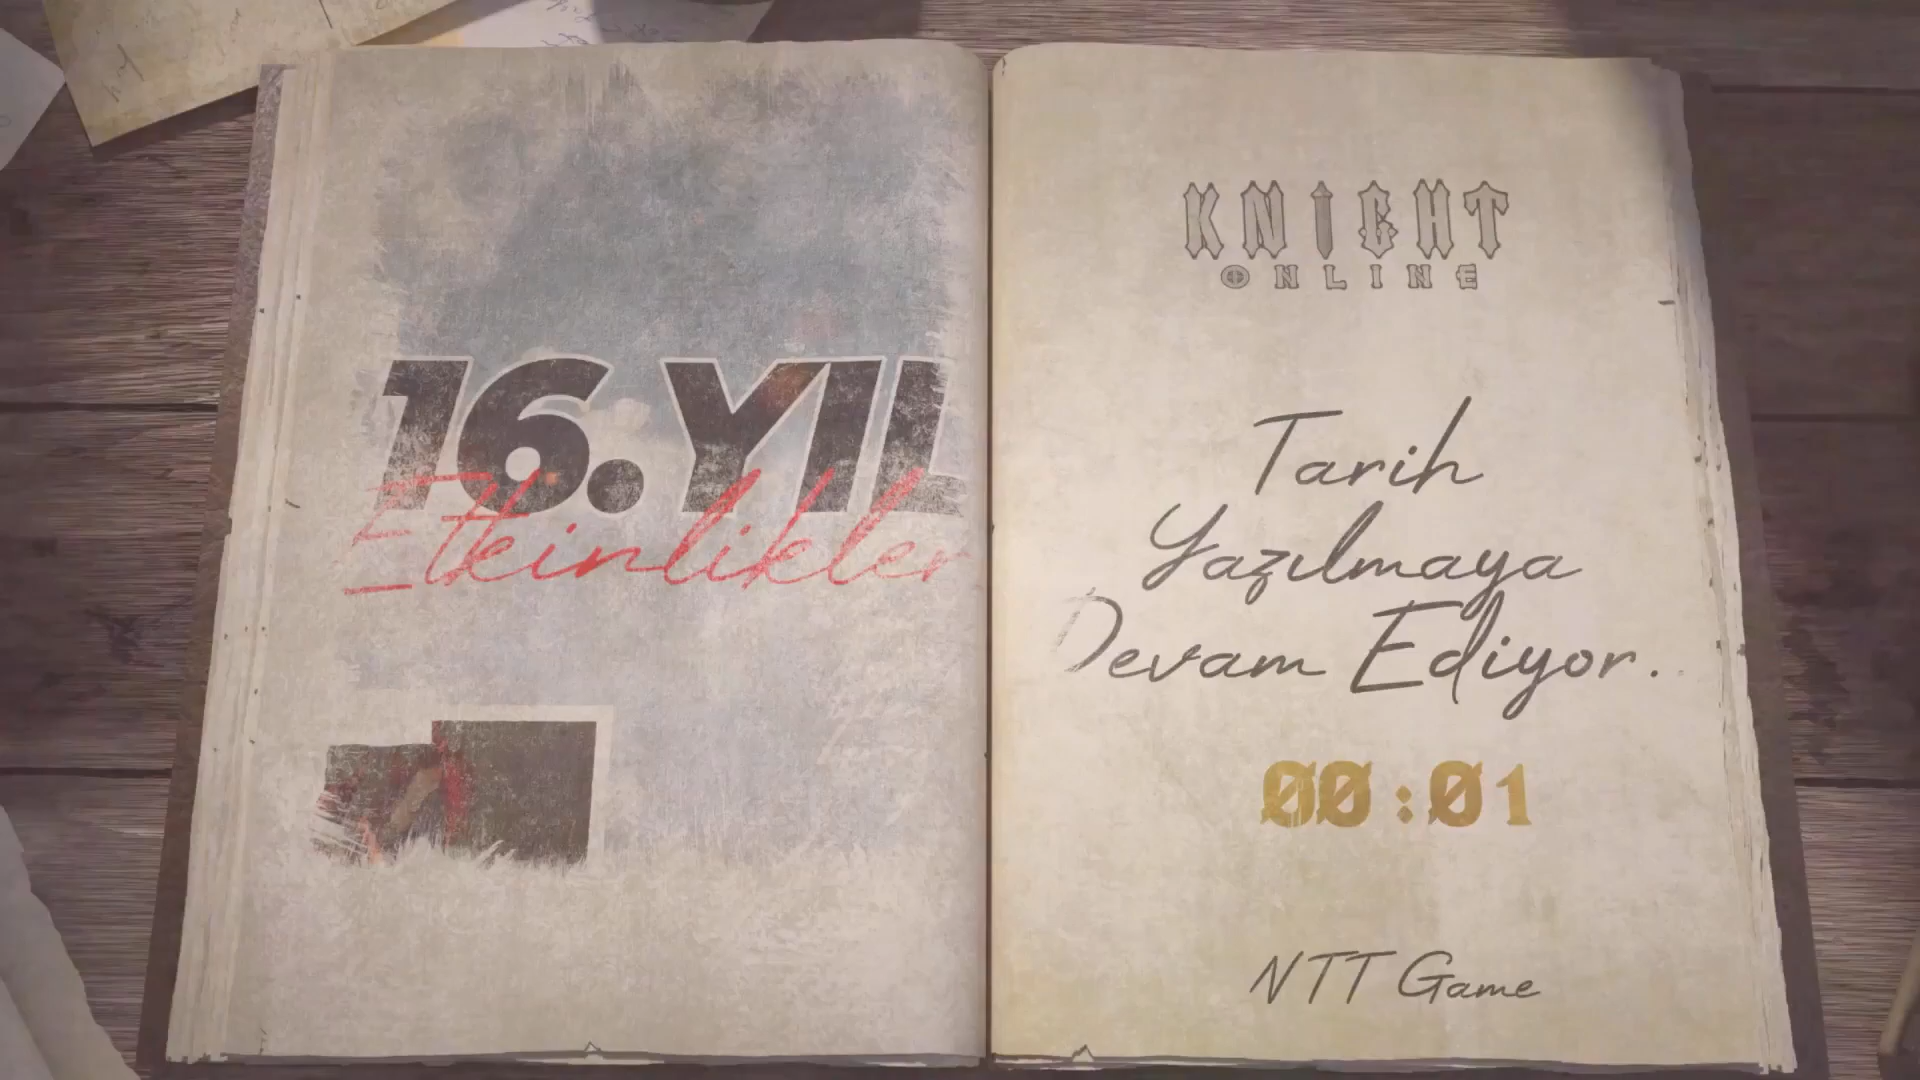 16.YIL
Etkinlikler
KNIGHT
ONLINE
Tarih
Yazılmaya
Devam Ediyor.
00:01
NTT Game